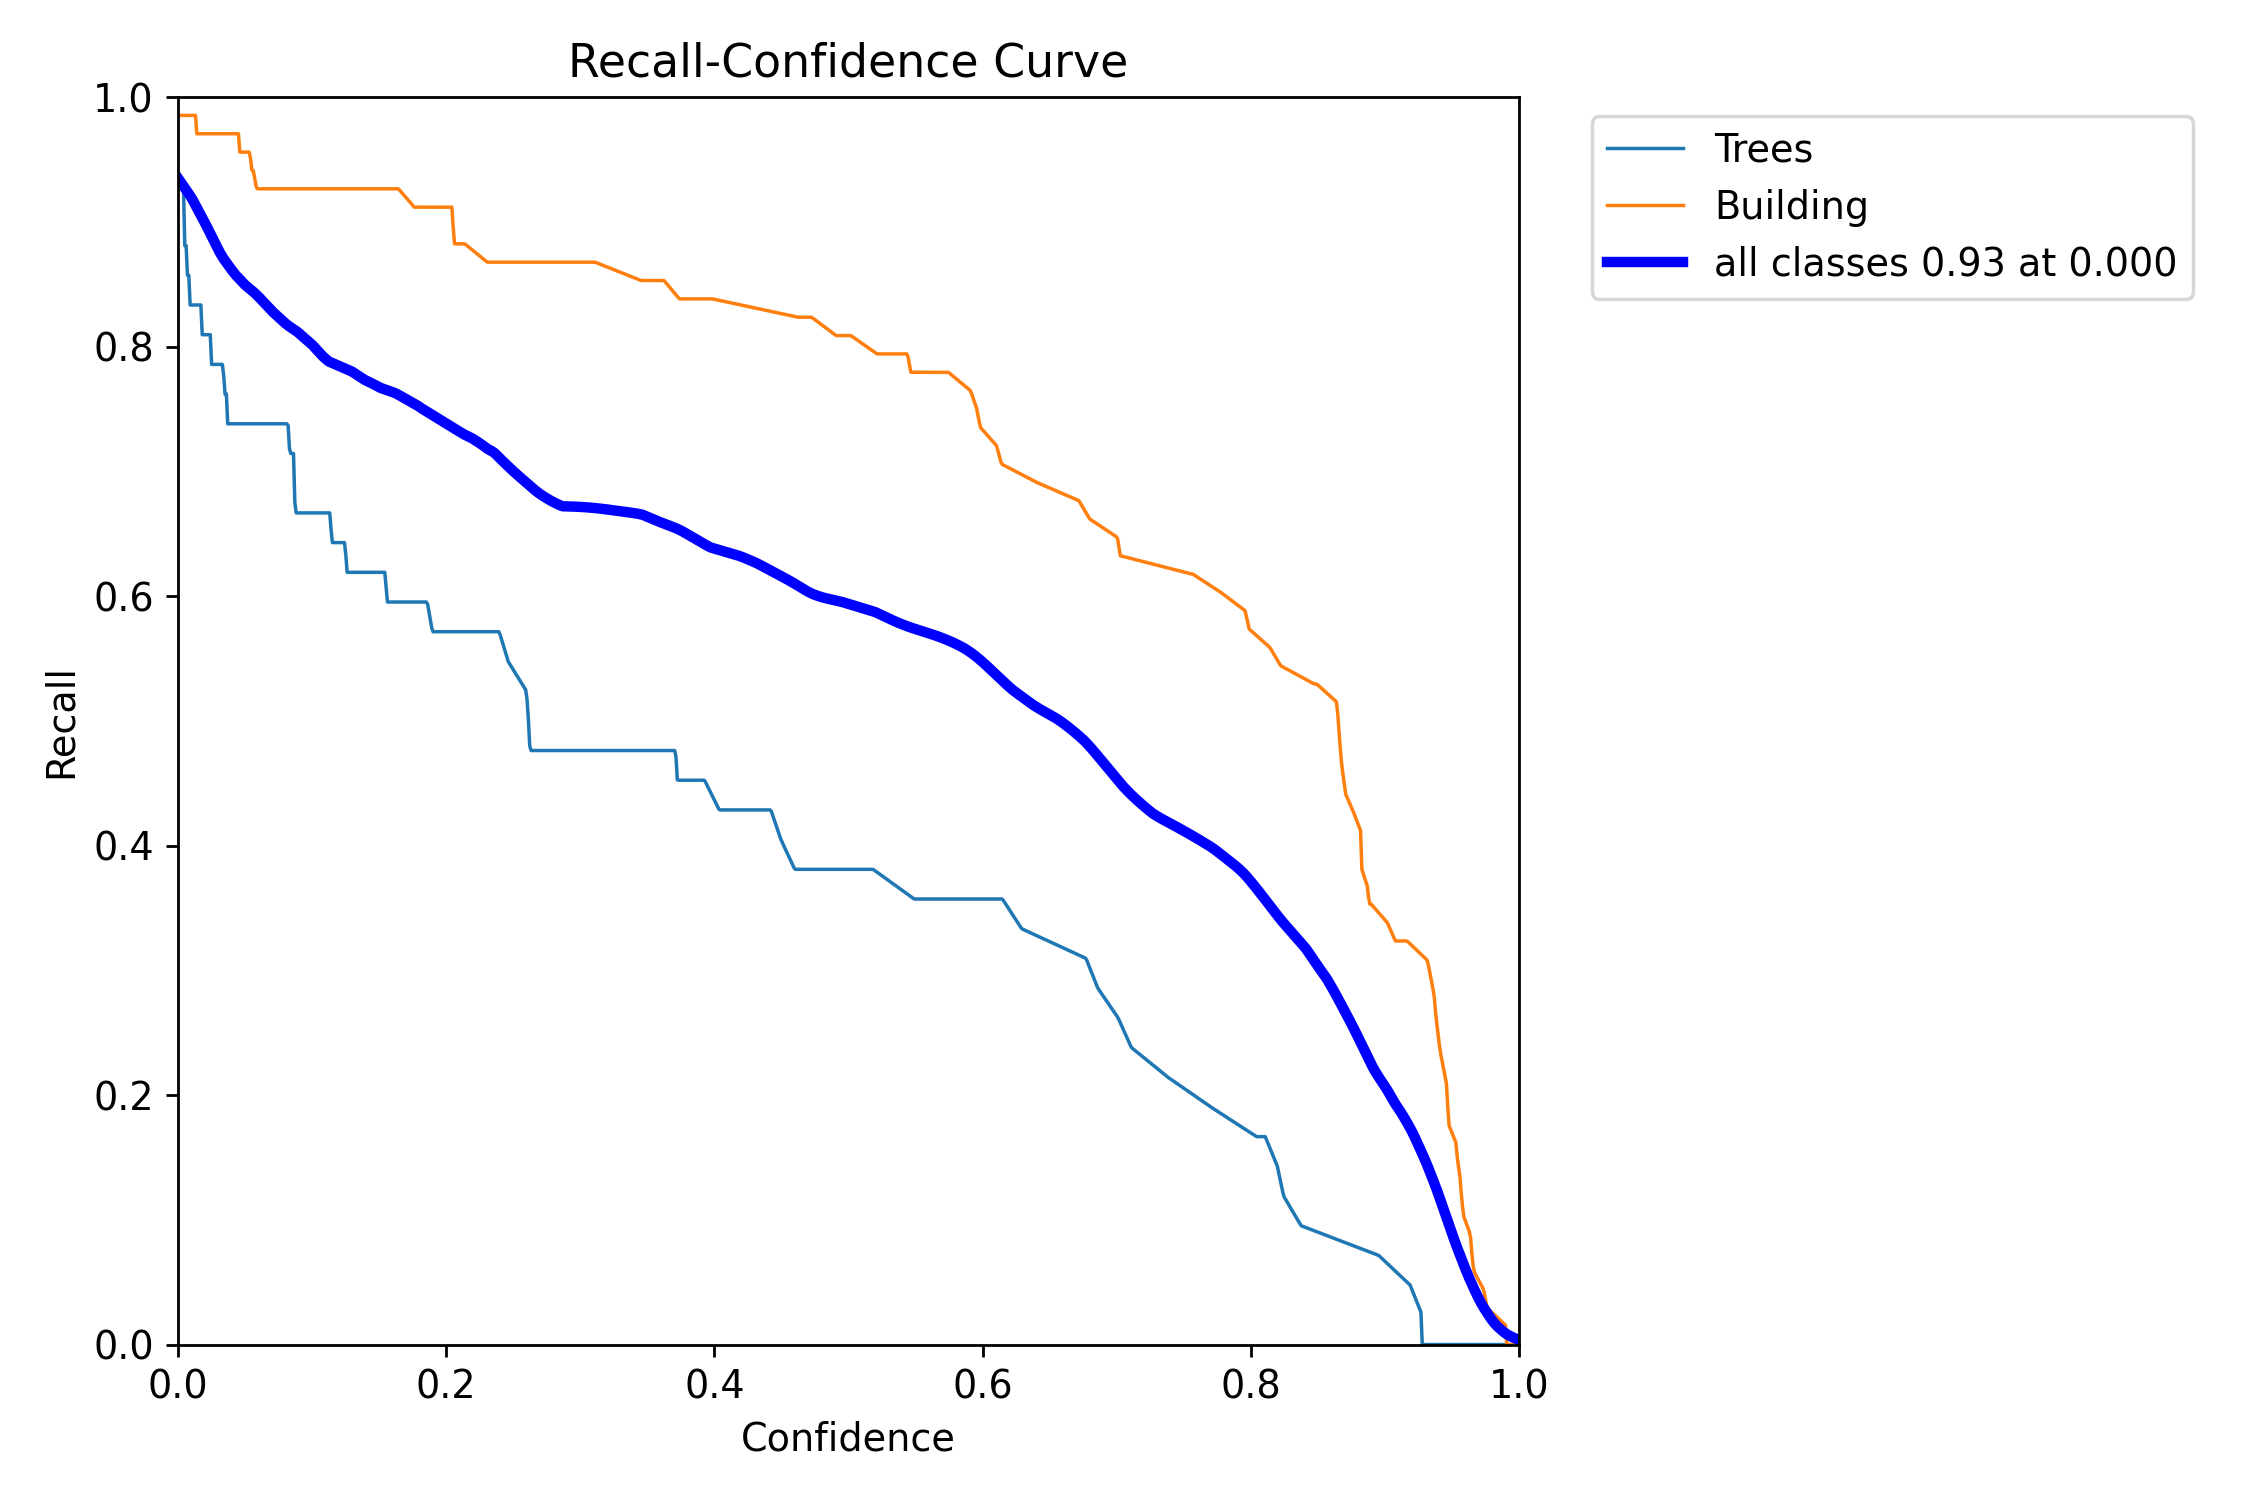 Recall-Confidence Curve
1.0
0.8
0.6
0.4
0.2
0.0
Recall
0.0 0.2 0.4 0.6 0.8 1.0
Confidence
Trees
Building
all classes 0.93 at 0.000